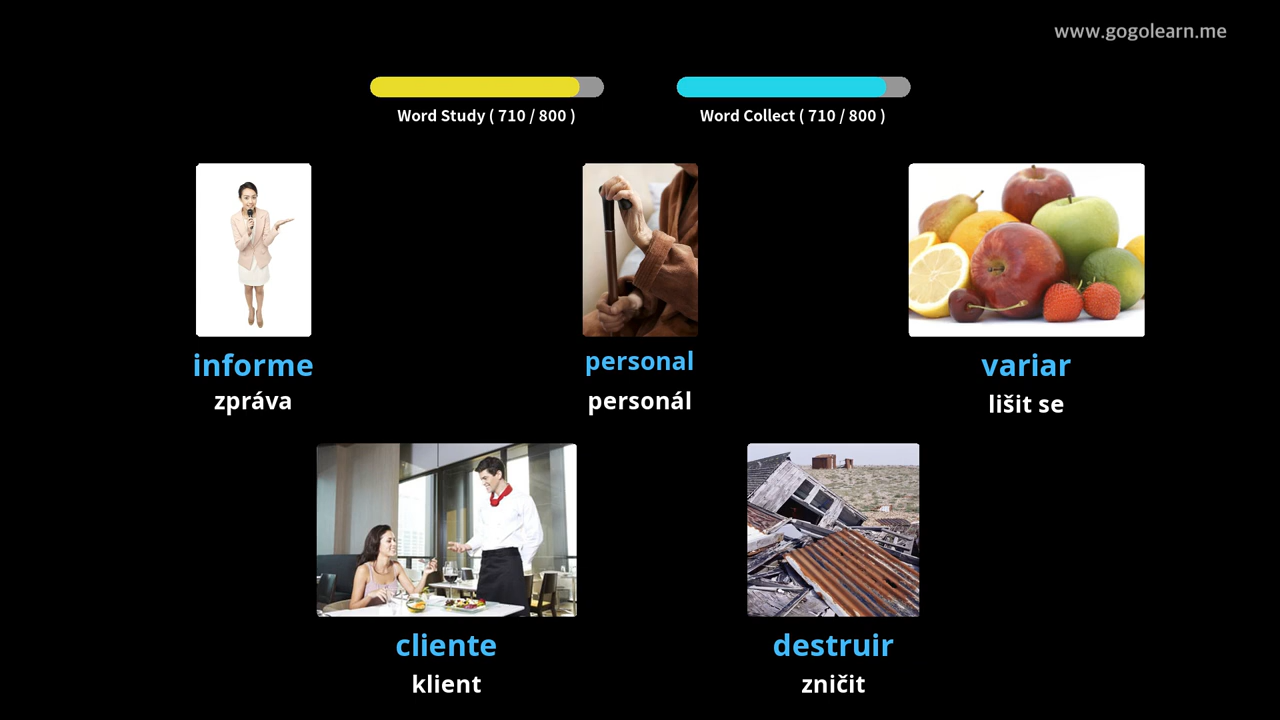 www.gogolearn.me
Word Study ( 710 / 800 )
Word Collect ( 710 / 800 )
informe
zpráva
personal
personál
variar
lišit se
cliente
klient
destruir
zničit